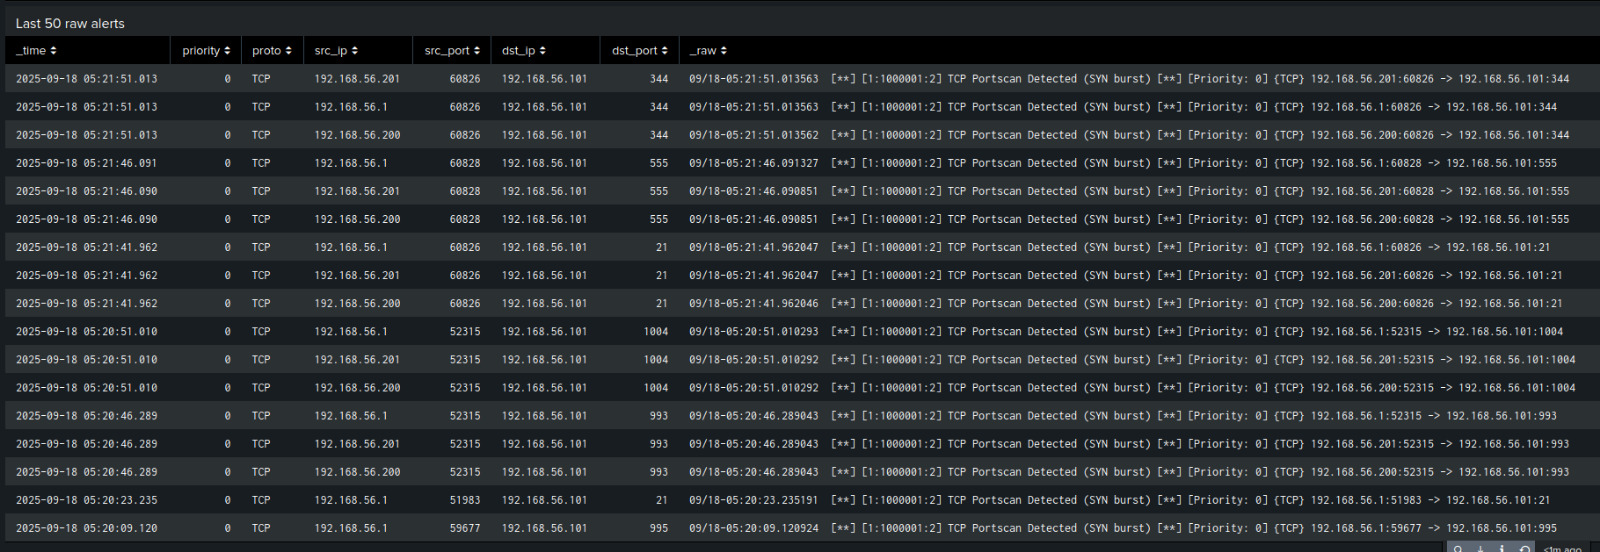 Last 50 raw alerts
_time priority proto src_ip src_port dst_ip dst_port _raw
2025-09-18 05:21:51.013 0 TCP 192.168.56.201 60826 192.168.56.101 344 09/18-05:21:51.013563 [**] [1:1000001:2] TCP Portscan Detected (SYN burst) [**] [Priority: 0] {TCP} 192.168.56.201:60826 -> 192.168.56.101:344
2025-09-18 05:21:51.013 0 TCP 192.168.56.1 60826 192.168.56.101 344 09/18-05:21:51.013563 [**] [1:1000001:2] TCP Portscan Detected (SYN burst) [**] [Priority: 0] {TCP} 192.168.56.1:60826 -> 192.168.56.101:344
2025-09-18 05:21:51.013 0 TCP 192.168.56.200 60826 192.168.56.101 344 09/18-05:21:51.013562 [**] [1:1000001:2] TCP Portscan Detected (SYN burst) [**] [Priority: 0] {TCP} 192.168.56.200:60826 -> 192.168.56.101:344
2025-09-18 05:21:46.091 0 TCP 192.168.56.1 60828 192.168.56.101 555 09/18-05:21:46.091327 [**] [1:1000001:2] TCP Portscan Detected (SYN burst) [**] [Priority: 0] {TCP} 192.168.56.1:60828 -> 192.168.56.101:555
2025-09-18 05:21:46.090 0 TCP 192.168.56.201 60828 192.168.56.101 555 09/18-05:21:46.090851 [**] [1:1000001:2] TCP Portscan Detected (SYN burst) [**] [Priority: 0] {TCP} 192.168.56.201:60828 -> 192.168.56.101:555
2025-09-18 05:21:46.090 0 TCP 192.168.56.200 60828 192.168.56.101 555 09/18-05:21:46.090851 [**] [1:1000001:2] TCP Portscan Detected (SYN burst) [**] [Priority: 0] {TCP} 192.168.56.200:60828 -> 192.168.56.101:555
2025-09-18 05:21:41.962 0 TCP 192.168.56.1 60826 192.168.56.101 21 09/18-05:21:41.962047 [**] [1:1000001:2] TCP Portscan Detected (SYN burst) [**] [Priority: 0] {TCP} 192.168.56.1:60826 -> 192.168.56.101:21
2025-09-18 05:21:41.962 0 TCP 192.168.56.201 60826 192.168.56.101 21 09/18-05:21:41.962047 [**] [1:1000001:2] TCP Portscan Detected (SYN burst) [**] [Priority: 0] {TCP} 192.168.56.201:60826 -> 192.168.56.101:21
2025-09-18 05:21:41.962 0 TCP 192.168.56.200 60826 192.168.56.101 21 09/18-05:21:41.962046 [**] [1:1000001:2] TCP Portscan Detected (SYN burst) [**] [Priority: 0] {TCP} 192.168.56.200:60826 -> 192.168.56.101:21
2025-09-18 05:20:51.010 0 TCP 192.168.56.1 52315 192.168.56.101 1004 09/18-05:20:51.010293 [**] [1:1000001:2] TCP Portscan Detected (SYN burst) [**] [Priority: 0] {TCP} 192.168.56.1:52315 -> 192.168.56.101:1004
2025-09-18 05:20:51.010 0 TCP 192.168.56.201 52315 192.168.56.101 1004 09/18-05:20:51.010292 [**] [1:1000001:2] TCP Portscan Detected (SYN burst) [**] [Priority: 0] {TCP} 192.168.56.201:52315 -> 192.168.56.101:1004
2025-09-18 05:20:51.010 0 TCP 192.168.56.200 52315 192.168.56.101 1004 09/18-05:20:51.010292 [**] [1:1000001:2] TCP Portscan Detected (SYN burst) [**] [Priority: 0] {TCP} 192.168.56.200:52315 -> 192.168.56.101:1004
2025-09-18 05:20:46.289 0 TCP 192.168.56.1 52315 192.168.56.101 993 09/18-05:20:46.289043 [**] [1:1000001:2] TCP Portscan Detected (SYN burst) [**] [Priority: 0] {TCP} 192.168.56.1:52315 -> 192.168.56.101:993
2025-09-18 05:20:46.289 0 TCP 192.168.56.201 52315 192.168.56.101 993 09/18-05:20:46.289043 [**] [1:1000001:2] TCP Portscan Detected (SYN burst) [**] [Priority: 0] {TCP} 192.168.56.201:52315 -> 192.168.56.101:993
2025-09-18 05:20:46.289 0 TCP 192.168.56.200 52315 192.168.56.101 993 09/18-05:20:46.289043 [**] [1:1000001:2] TCP Portscan Detected (SYN burst) [**] [Priority: 0] {TCP} 192.168.56.200:52315 -> 192.168.56.101:993
2025-09-18 05:20:23.235 0 TCP 192.168.56.1 51983 192.168.56.101 21 09/18-05:20:23.235191 [**] [1:1000001:2] TCP Portscan Detected (SYN burst) [**] [Priority: 0] {TCP} 192.168.56.1:51983 -> 192.168.56.101:21
2025-09-18 05:20:09.120 0 TCP 192.168.56.1 59677 192.168.56.101 995 09/18-05:20:09.120924 [**] [1:1000001:2] TCP Portscan Detected (SYN burst) [**] [Priority: 0] {TCP} 192.168.56.1:59677 -> 192.168.56.101:995
<1m ago